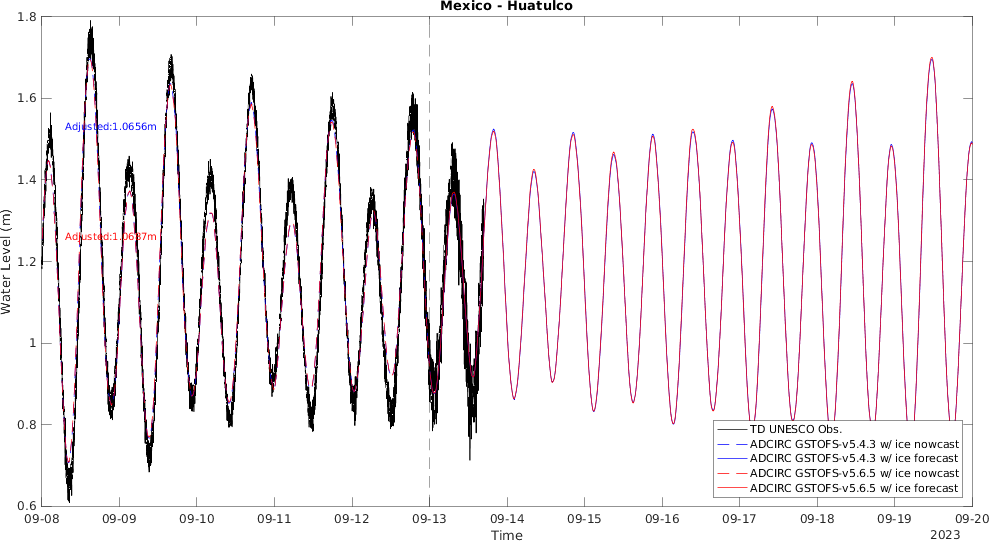 Mexico - Huatulco
Water Level (m)
1.8
1.6
1.4
1.2
1
0.8
0.6
Adjusted:1.0656m
Adjusted:1.0637m
TD UNESCO Obs.
ADCIRC GSTOFS-v5.4.3 w/ ice nowcast
ADCIRC GSTOFS-v5.4.3 w/ ice forecast
ADCIRC GSTOFS-v5.6.5 w/ ice nowcast
ADCIRC GSTOFS-v5.6.5 w/ ice forecast
09-08 09-09 09-10 09-11 09-12 09-13 09-14 09-15 09-16 09-17 09-18 09-19 09-20
Time
2023